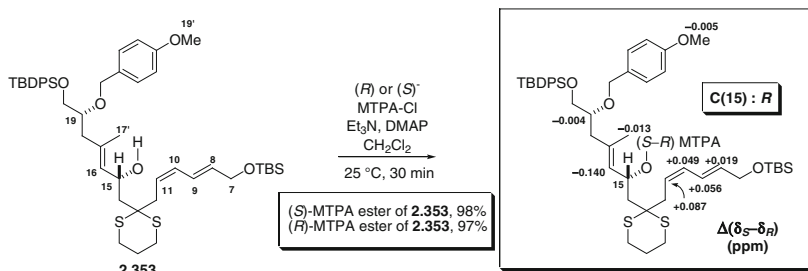 19'
OMe
TBDPSO
O
19
17'
H
O
16
15
10
8
11
9
7
OTBS
S
S
2.353
(R) or (S)-
MTPA-Cl
Et3N, DMAP
CH2Cl2
25 °C, 30 min
(S)-MTPA ester of 2.353, 98%
(R)-MTPA ester of 2.353, 97%
–0.005
OMe
TBDPSO
O
C(15) : R
–0.004
–0.013
(S–R) MTPA
H
O
–0.140
15
+0.049
+0.019
OTBS
+0.056
+0.087
S
S
Δ(δS–δR)
(ppm)